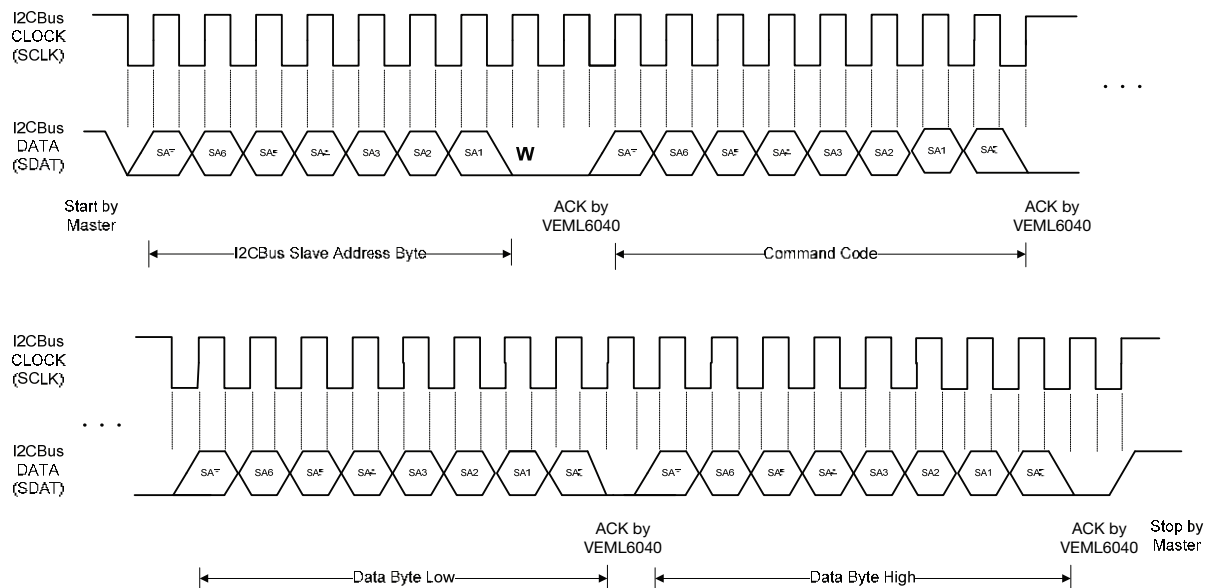 I2CBus
CLOCK
(SCLK)
. . .
I2CBus
DATA
(SDAT)
SA6 SA3 SA2 SA1 W SA6 SA3 SA2 SA1
Start by
Master
ACK by
VEML6040
ACK by
VEML6040
I2CBus Slave Address Byte
Command Code
I2CBus
CLOCK
(SCLK)
. . .
I2CBus
DATA
(SDAT)
SA6 SA3 SA2 SA1 SA6 SA3 SA2 SA1
ACK by
VEML6040
ACK by
VEML6040
Stop by
Master
Data Byte Low
Data Byte High